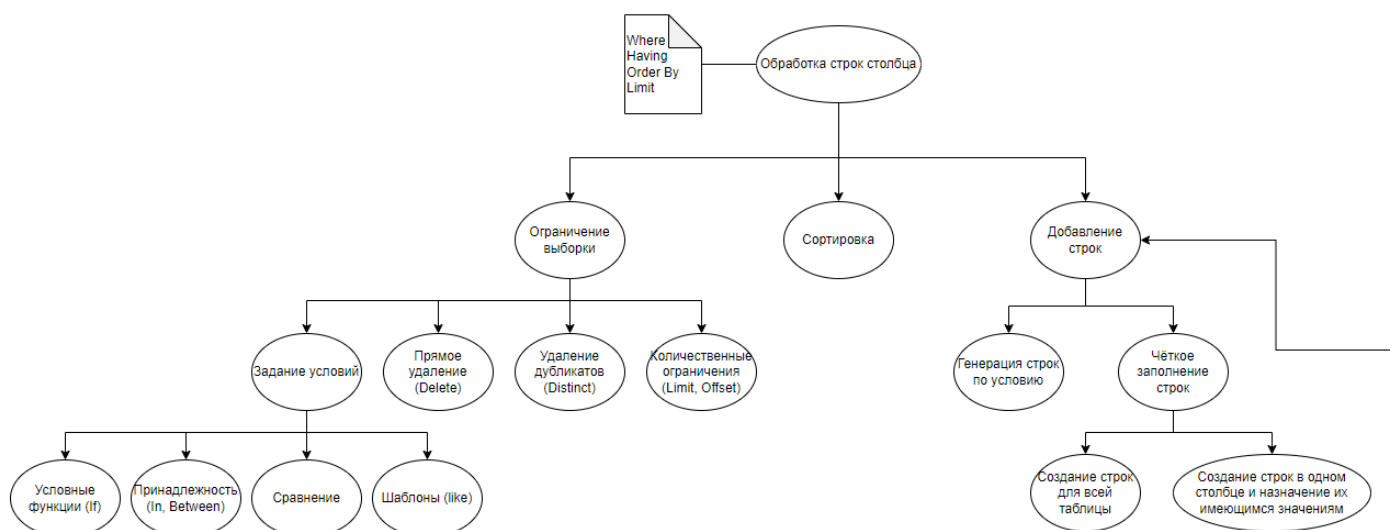 Where
Having
Order By
Limit
Обработка строк столбца
Ограничение
выборки
Сортировка
Добавление
строк
Задание условий
Прямое
удаление
(Delete)
Удаление
дубликатов
(Distinct)
Количественные
ограничения
(Limit, Offset)
Генерация строк
по условию
Чёткое
заполнение
строк
Условные
функции (If)
Принадлежность
(In, Between)
Сравнение
Шаблоны (like)
Создание строк
для всей
таблицы
Создание строк в одном
столбце и назначение их
имеющимся значениям